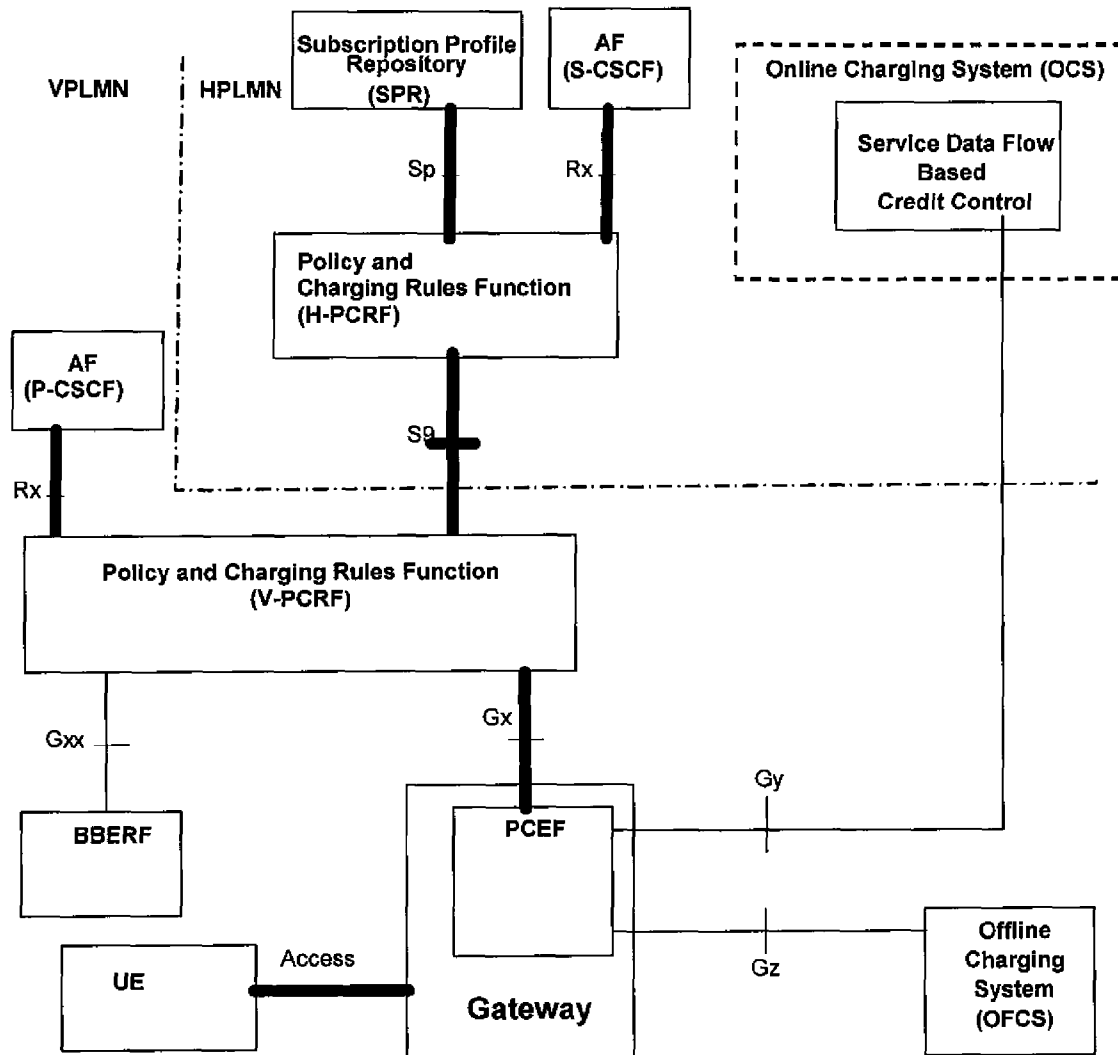 Subscription Profile
Repository
(SPR)
AF
(S-CSCF)
Online Charging System (OCS)
VPLMN
HPLMN
Service Data Flow
Based
Credit Control
Sp
Rx
Policy and
Charging Rules Function
(H-PCRF)
AF
(P-CSCF)
S9
Rx
Policy and Charging Rules Function
(V-PCRF)
Gxx
Gx
Gy
BBERF
PCEF
Offline
Charging
System
(OFCS)
Gz
UE
Access
Gateway